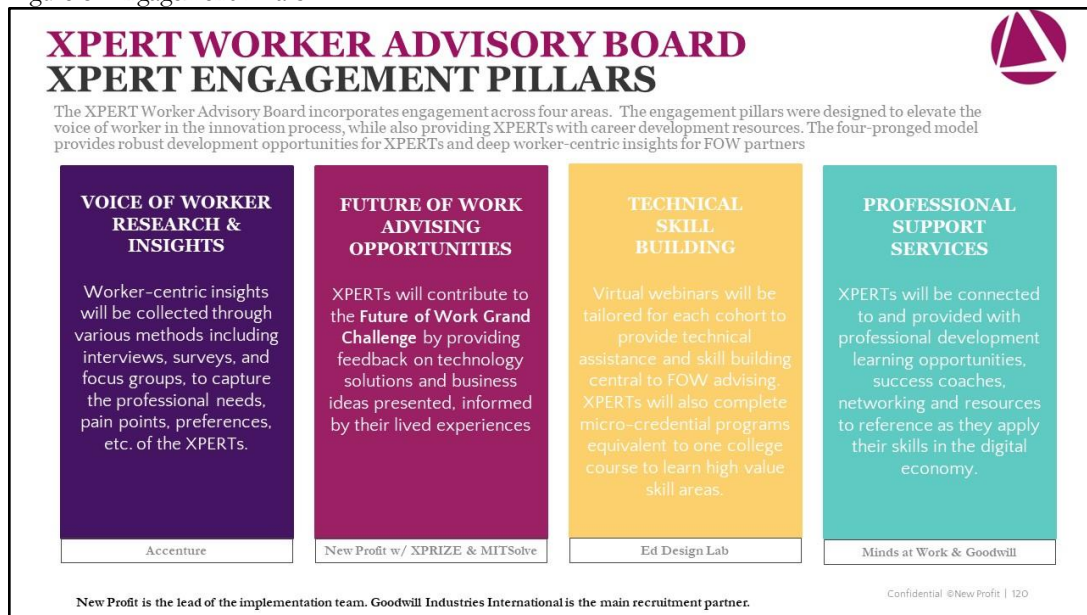 XPERT WORKER ADVISORY BOARD
XPERT ENGAGEMENT PILLARS
The XPERT Worker Advisory Board incorporates engagement across four areas. The engagement pillars were designed to elevate the
voice of worker in the innovation process, while also providing XPERTs with career development resources. The four-pronged model
provides robust development opportunities for XPERTs and deep worker-centric insights for FOW partners
VOICE OF WORKER
RESEARCH &
INSIGHTS
Worker-centric insights
will be collected through
various methods including
interviews, surveys, and
focus groups, to capture
the professional needs,
pain points, preferences,
etc. of the XPERTs.
Accenture
FUTURE OF WORK
ADVISING
OPPORTUNITIES
XPERTs will contribute to
the Future of Work Grand
Challenge by providing
feedback on technology
solutions and business
ideas presented, informed
by their lived experiences
New Profit w/ XPRIZE & MITSolve
TECHNICAL
SKILL
BUILDING
Virtual webinars will be
tailored for each cohort to
provide technical
assistance and skill building
central to FOW advising.
XPERTs will also complete
micro-credential programs
equivalent to one college
course to learn high value
skill areas.
Ed Design Lab
PROFESSIONAL
SUPPORT
SERVICES
XPERTs will be connected
to and provided with
professional development
learning opportunities,
success coaches,
networking and resources
to reference as they apply
their skills in the digital
economy.
Minds at Work & Goodwill
New Profit is the lead of the implementation team. Goodwill Industries International is the main recruitment partner.
Confidential ©New Profit | 120